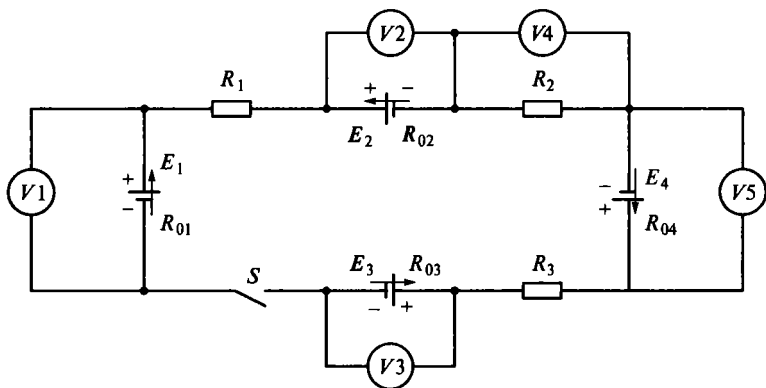 V2 V4
R1 + - R2
E2 R02
V1 + E1 - E4 V5
- R01 + R04
S E3 R03 R3
- +
V3